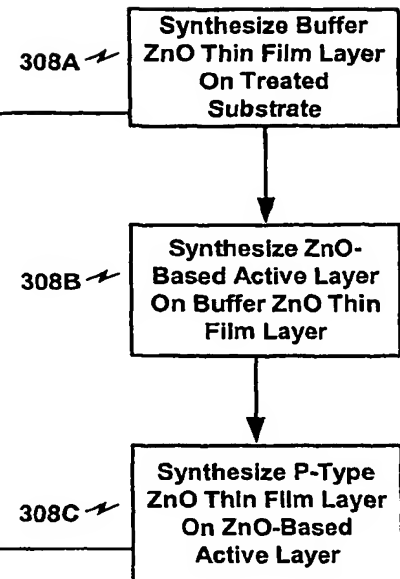 Synthesize Buffer
308A
ZnO Thin Film Layer
On Treated
Substrate
Synthesize ZnO-
308B
Based Active Layer
On Buffer ZnO Thin
Film Layer
Synthesize P-Type
308C
ZnO Thin Film Layer
On ZnO-Based
Active Layer